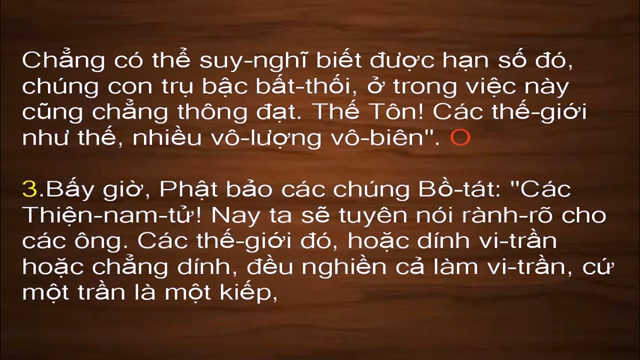 Chẳng có thể suy-nghĩ biết được hạn số đó,
chúng con trụ bậc bất-thối, ở trong việc này
cũng chẳng thông đạt. Thế Tôn! Các thế-giới
như thế, nhiều vô-lượng vô-biên". O
3.Bấy giờ, Phật bảo các chúng Bồ-tát: "Các
Thiện-nam-tử! Nay ta sẽ tuyên nói rành-rõ cho
các ông. Các thế-giới đó, hoặc dính vi-trần
hoặc chẳng dính, đều nghiền cả làm vi-trần, cứ
một trần là một kiếp,